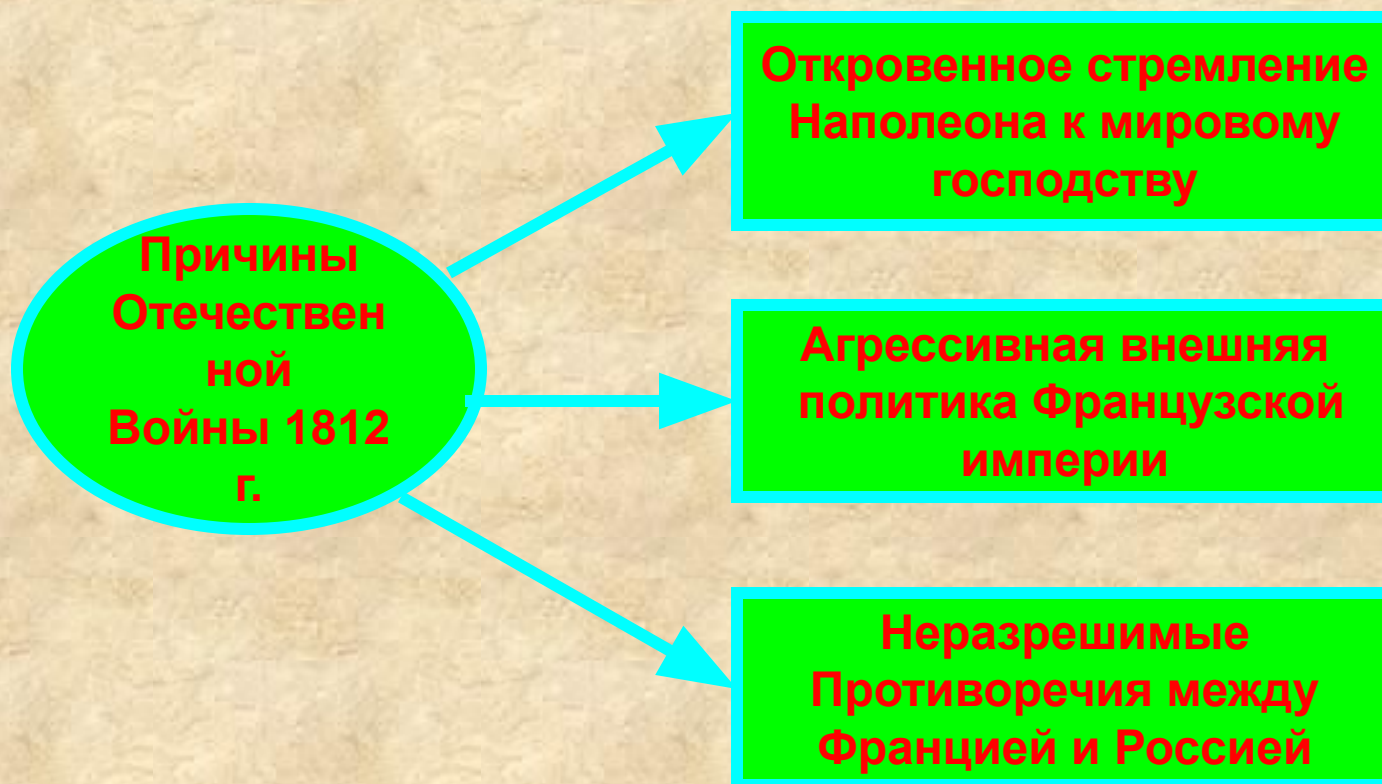 Причины
Отечествен
ной
Войны 1812
г.
Откровенное стремление
Наполеона к мировому
господству
Агрессивная внешняя
политика Французской
империи
Неразрешимые
Противоречия между
Францией и Россией